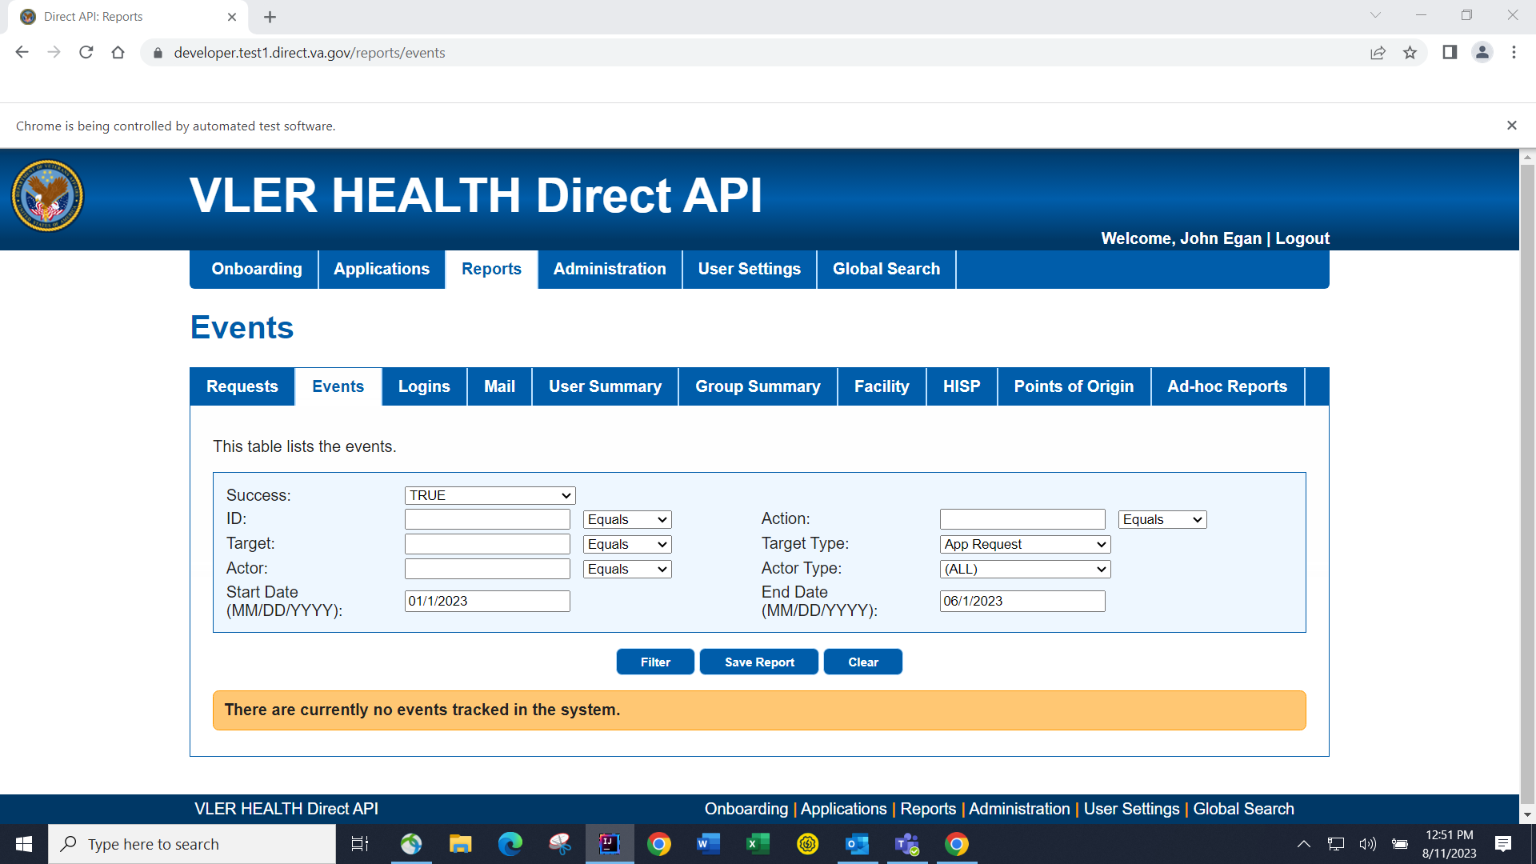 Direct API: Reports
developer.test1.direct.va.gov/reports/events
Chrome is being controlled by automated test software.
VLER HEALTH Direct API
Welcome, John Egan | Logout
Onboarding Applications Reports Administration User Settings Global Search
Events
Requests Events Logins Mail User Summary Group Summary Facility HISP Points of Origin Ad-hoc Reports
This table lists the events.
Success: TRUE
ID: Equals Action: Equals
Target: Equals Target Type: App Request
Actor: Equals Actor Type: (ALL)
Start Date (MM/DD/YYYY): 01/1/2023 End Date (MM/DD/YYYY): 06/1/2023
Filter Save Report Clear
There are currently no events tracked in the system.
VLER HEALTH Direct API Onboarding | Applications | Reports | Administration | User Settings | Global Search
Type here to search
12:51 PM
8/11/2023